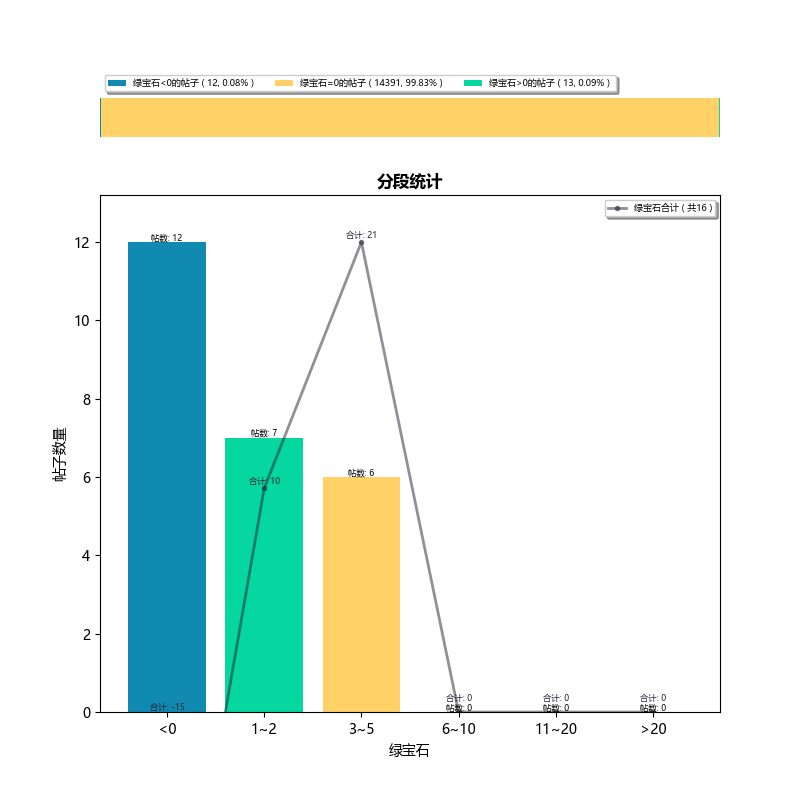 绿宝石<0的帖子 ( 12, 0.08% ) 绿宝石=0的帖子 ( 14391, 99.83% ) 绿宝石>0的帖子 ( 13, 0.09% )
分段统计
绿宝石合计 ( 共16 )
合计: 21
帖数: 12
12
10
8
帖数: 7
帖数: 6
合计: 10
6
4
2
合计: 0 合计: 0 合计: 0
合计: -15 帖数: 0 帖数: 0 帖数: 0
0
<0 1~2 3~5 6~10 11~20 >20
绿宝石
帖子数量